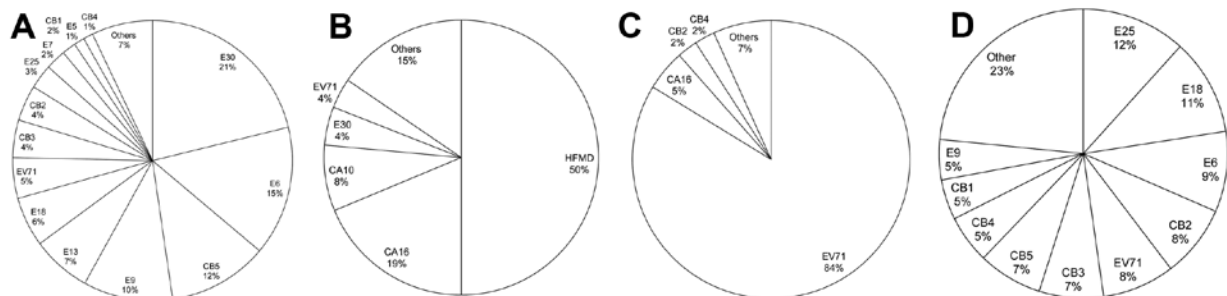 A
E30
21%
E6
15%
CB5
12%
E9
10%
E13
7%
E18
6%
EV71
5%
CB3
4%
CB2
4%
E25
3%
E7
2%
CB1
2%
E5
1%
CB4
1%
Others
7%
B
HFMD
50%
CA16
19%
CA10
8%
E30
4%
EV71
4%
Others
15%
C
EV71
84%
CA16
5%
CB2
2%
CB4
2%
Others
7%
D
E25
12%
E18
11%
E6
9%
CB2
8%
EV71
8%
CB3
7%
CB5
7%
CB4
5%
CB1
5%
E9
5%
Other
23%